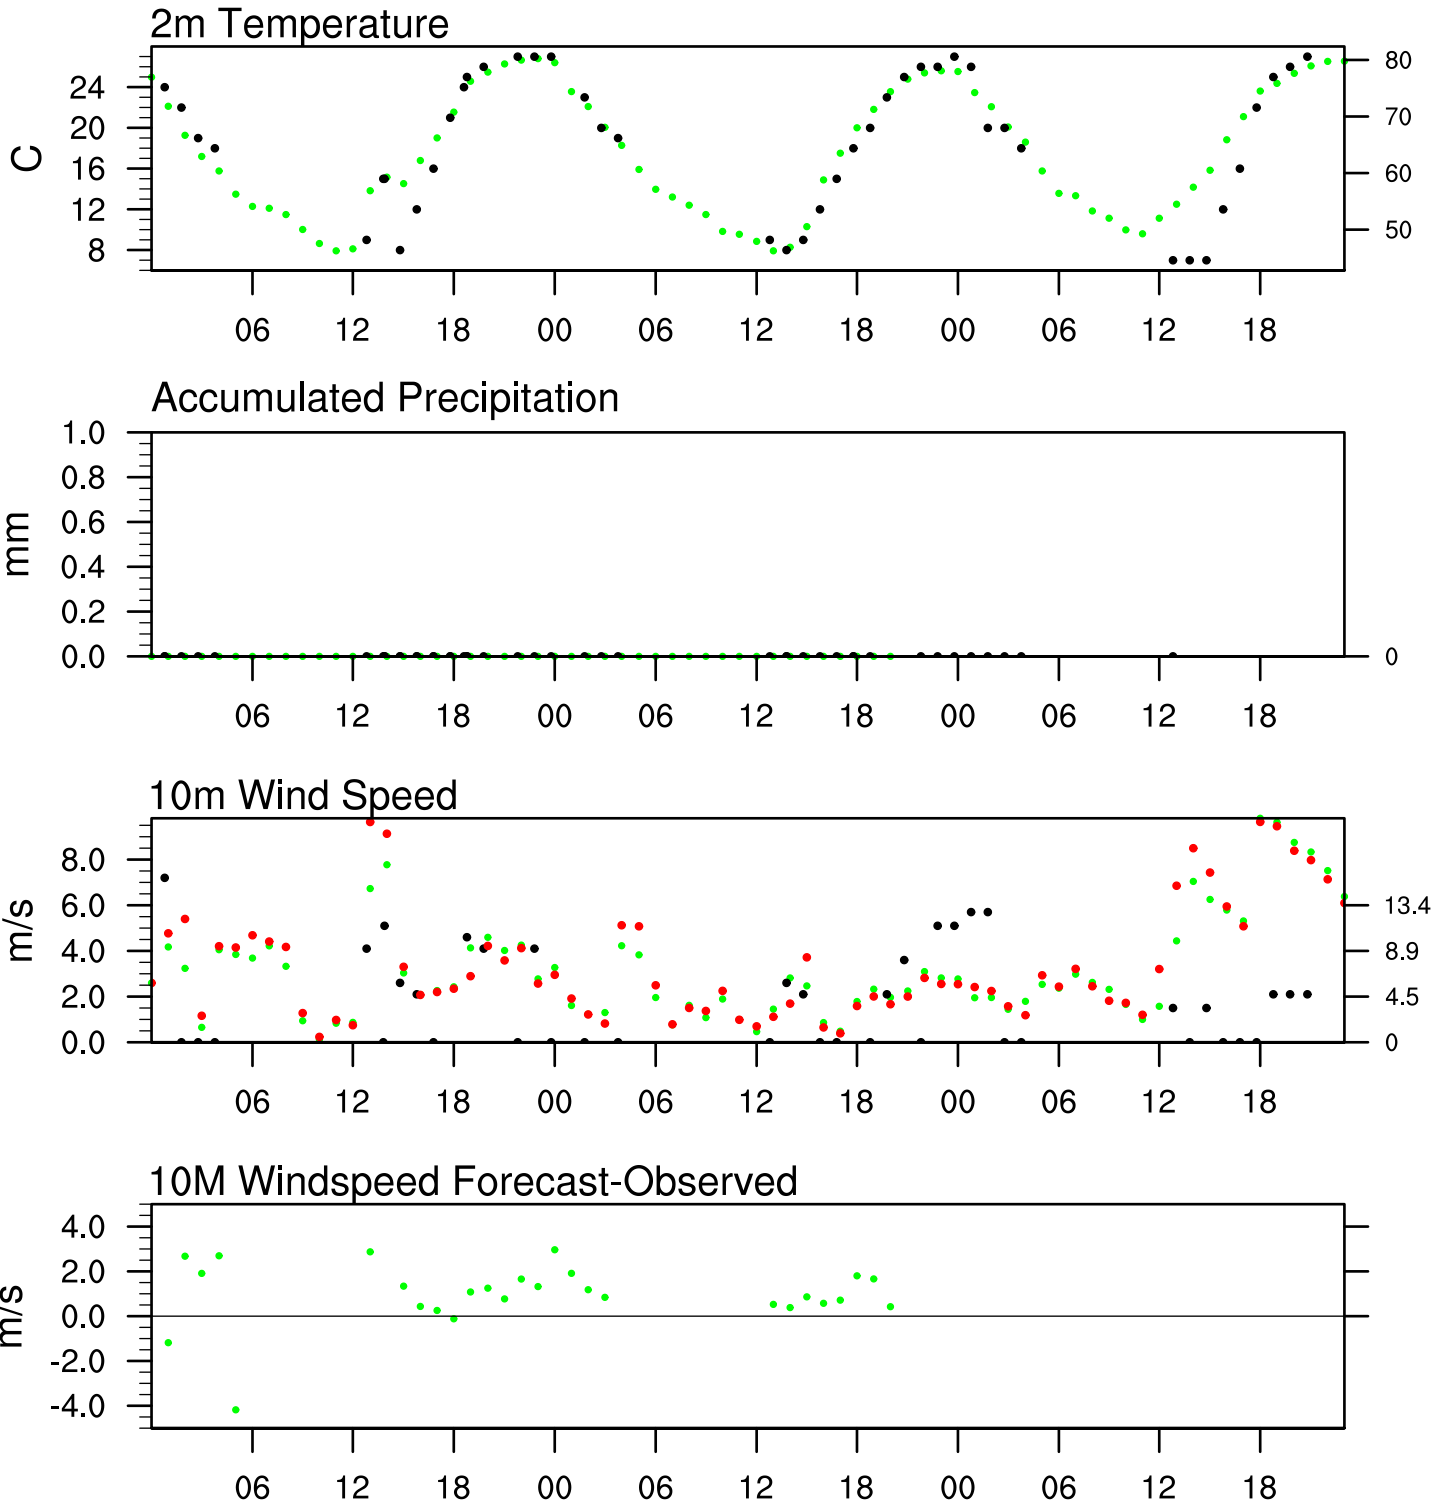 2m Temperature
24
20
16
12
8
C
80
70
60
50
06 12 18 00 06 12 18 00 06 12 18
Accumulated Precipitation
1.0
0.8
0.6
0.4
0.2
0.0
mm
0
06 12 18 00 06 12 18 00 06 12 18
10m Wind Speed
8.0
6.0
4.0
2.0
0.0
m/s
13.4
8.9
4.5
0
06 12 18 00 06 12 18 00 06 12 18
10M Windspeed Forecast-Observed
4.0
2.0
0.0
-2.0
-4.0
m/s
06 12 18 00 06 12 18 00 06 12 18